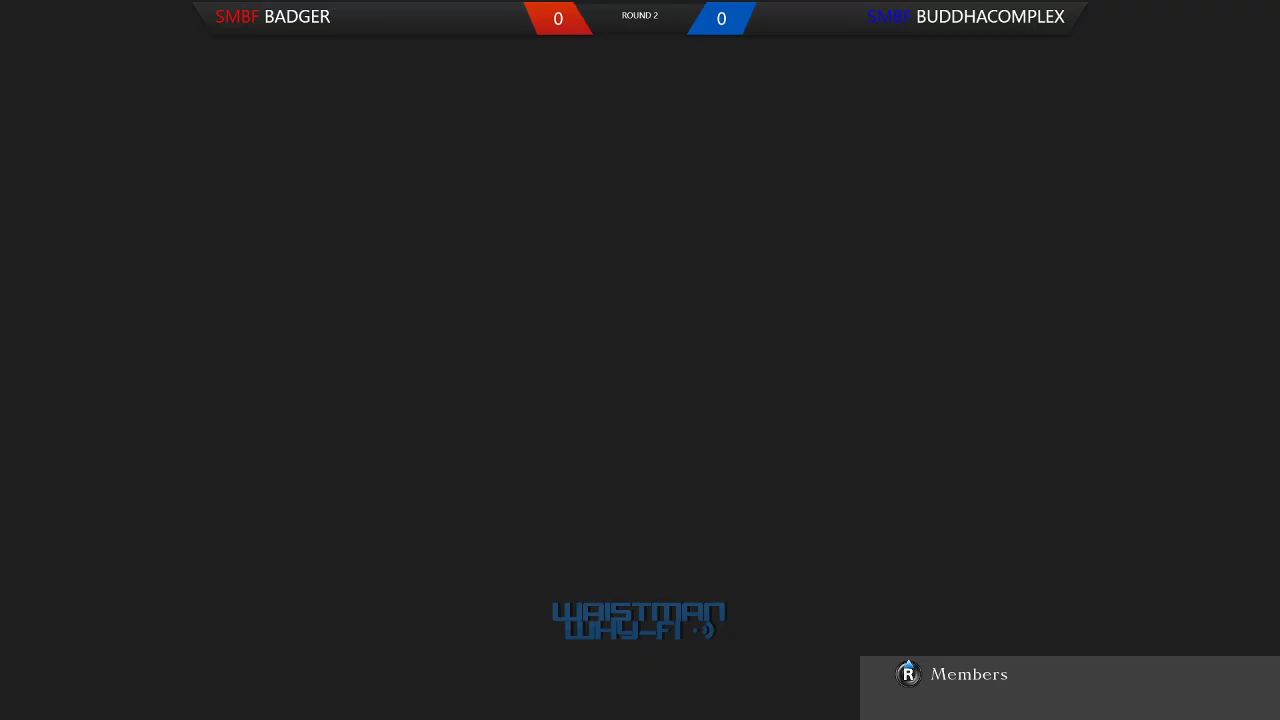 SMBF BADGER
0
ROUND 2
0
SMBF BUDDHACOMPLEX
WAISTMAN
WHY-FI
R Members